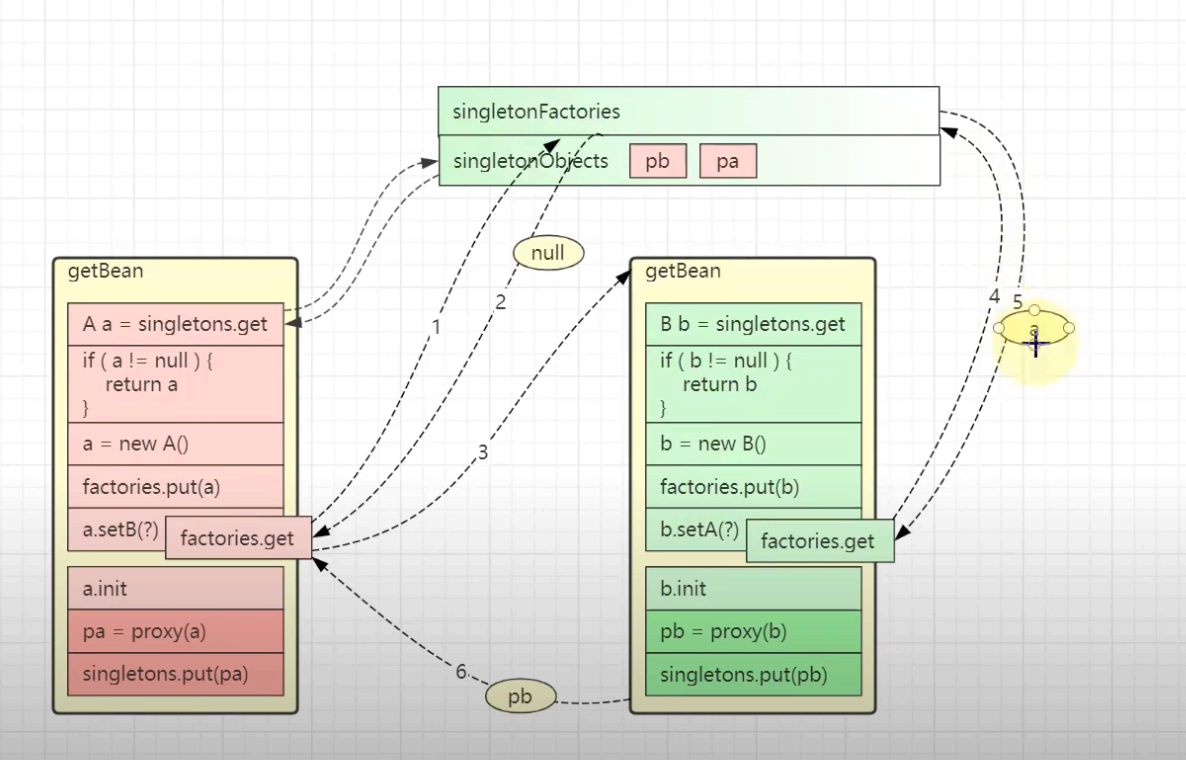 singletonFactories
singletonObjects pb pa
null
getBean
A a = singletons.get
if ( a != null ) {
return a
}
a = new A()
factories.put(a)
a.setB(?)
factories.get
a.init
pa = proxy(a)
singletons.put(pa)
1
2
3
6
pb
getBean
B b = singletons.get
if ( b != null ) {
return b
}
b = new B()
factories.put(b)
b.setA(?)
factories.get
b.init
pb = proxy(b)
singletons.put(pb)
4
5
a